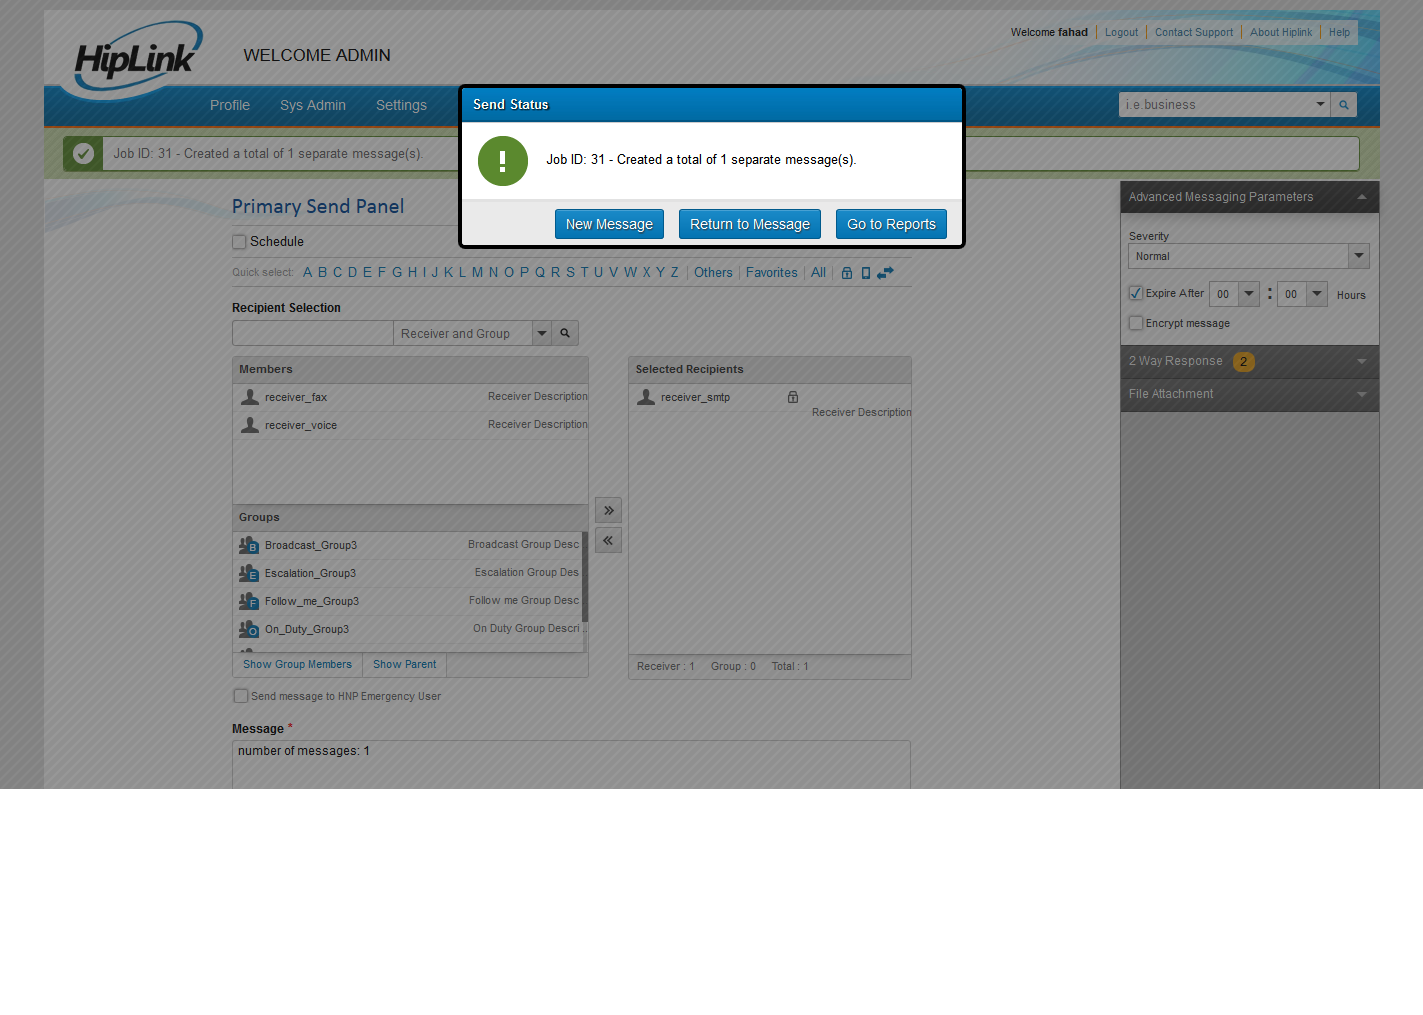 HipLink
WELCOME ADMIN
Welcome fahad Logout Contact Support About Hiplink Help
Profile Sys Admin Settings
i.e.business
Job ID: 31 - Created a total of 1 separate message(s).
Send Status
Job ID: 31 - Created a total of 1 separate message(s).
New Message Return to Message Go to Reports
Primary Send Panel
Schedule
Quick select: A B C D E F G H I J K L M N O P Q R S T U V W X Y Z Others Favorites All
Recipient Selection
Receiver and Group
Members
receiver_fax Receiver Description
receiver_voice Receiver Description
Groups
B Broadcast_Group3 Broadcast Group Desc
E Escalation_Group3 Escalation Group Des
F Follow_me_Group3 Follow me Group Desc
O On_Duty_Group3 On Duty Group Descri
Show Group Members Show Parent
Send message to HNP Emergency User
Selected Recipients
receiver_smtp
Receiver Description
Receiver : 1 Group : 0 Total : 1
Message *
number of messages: 1
Advanced Messaging Parameters
Severity
Normal
Expire After 00 : 00 Hours
Encrypt message
2 Way Response 2
File Attachment